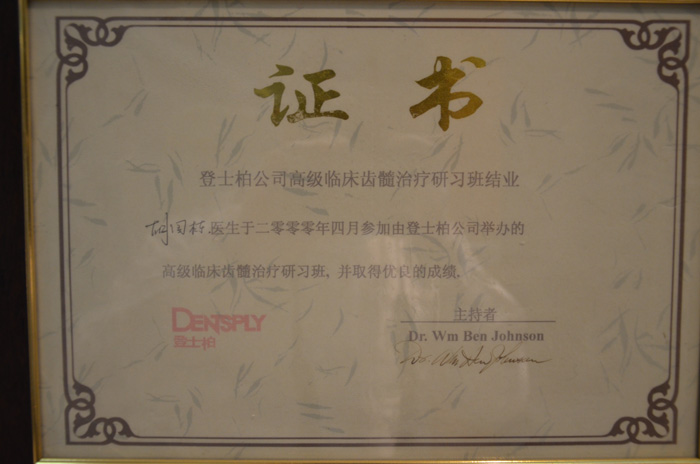 证 书
登士柏公司高级临床齿髓治疗研习班结业
医生于二零零零年四月参加由登士柏公司举办的
高级临床齿髓治疗研习班, 并取得优良的成绩.
DENTSPLY
登士柏
主持者
Dr. Wm Ben Johnson